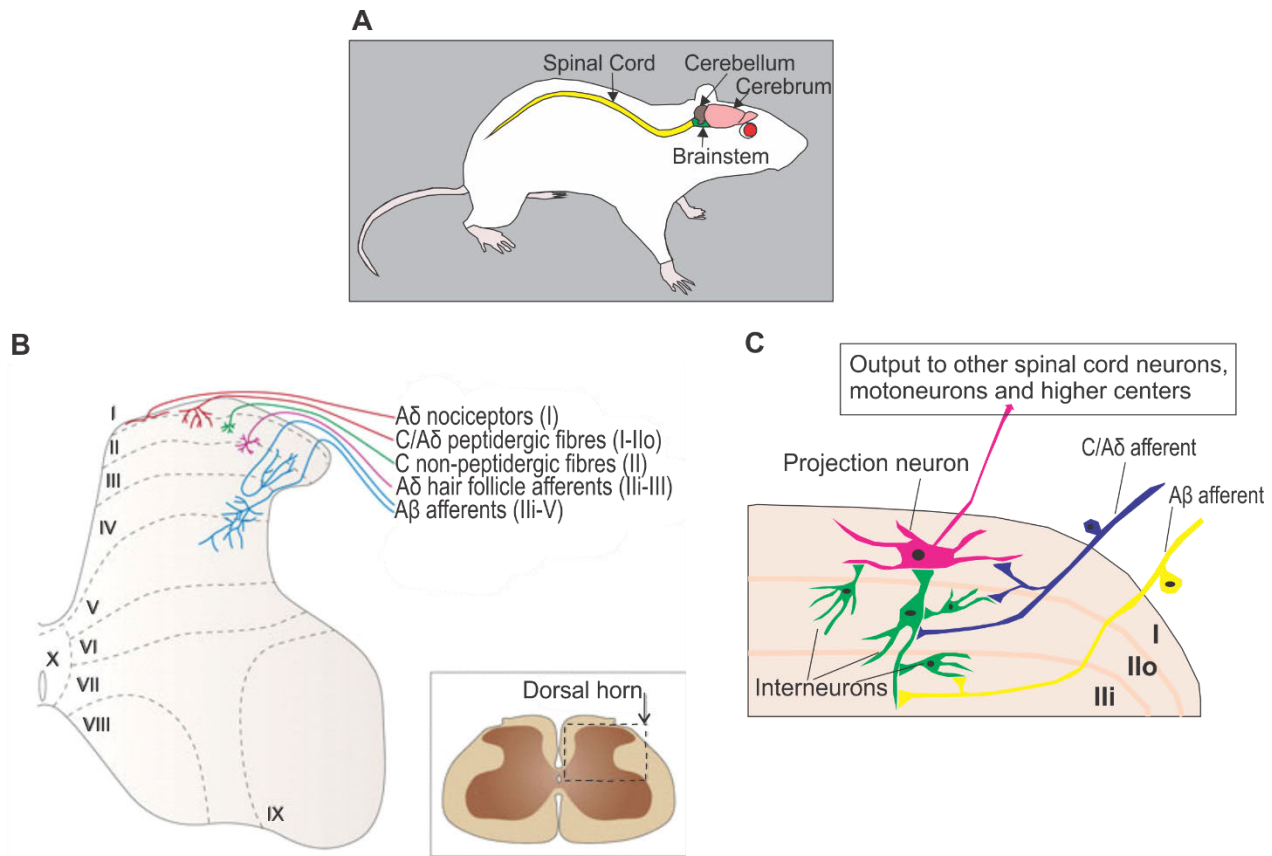 A
Spinal Cord
Cerebellum
Cerebrum
Brainstem
B
I
II
III
IV
V
VI
X
VII
VIII
IX
Aδ nociceptors (I)
C/Aδ peptidergic fibres (I-IIo)
C non-peptidergic fibres (II)
Aδ hair follicle afferents (IIi-III)
Aβ afferents (IIi-V)
Dorsal horn
C
Output to other spinal cord neurons,
motoneurons and higher centers
Projection neuron
C/Aδ afferent
Aβ afferent
Interneurons
I
IIo
IIi